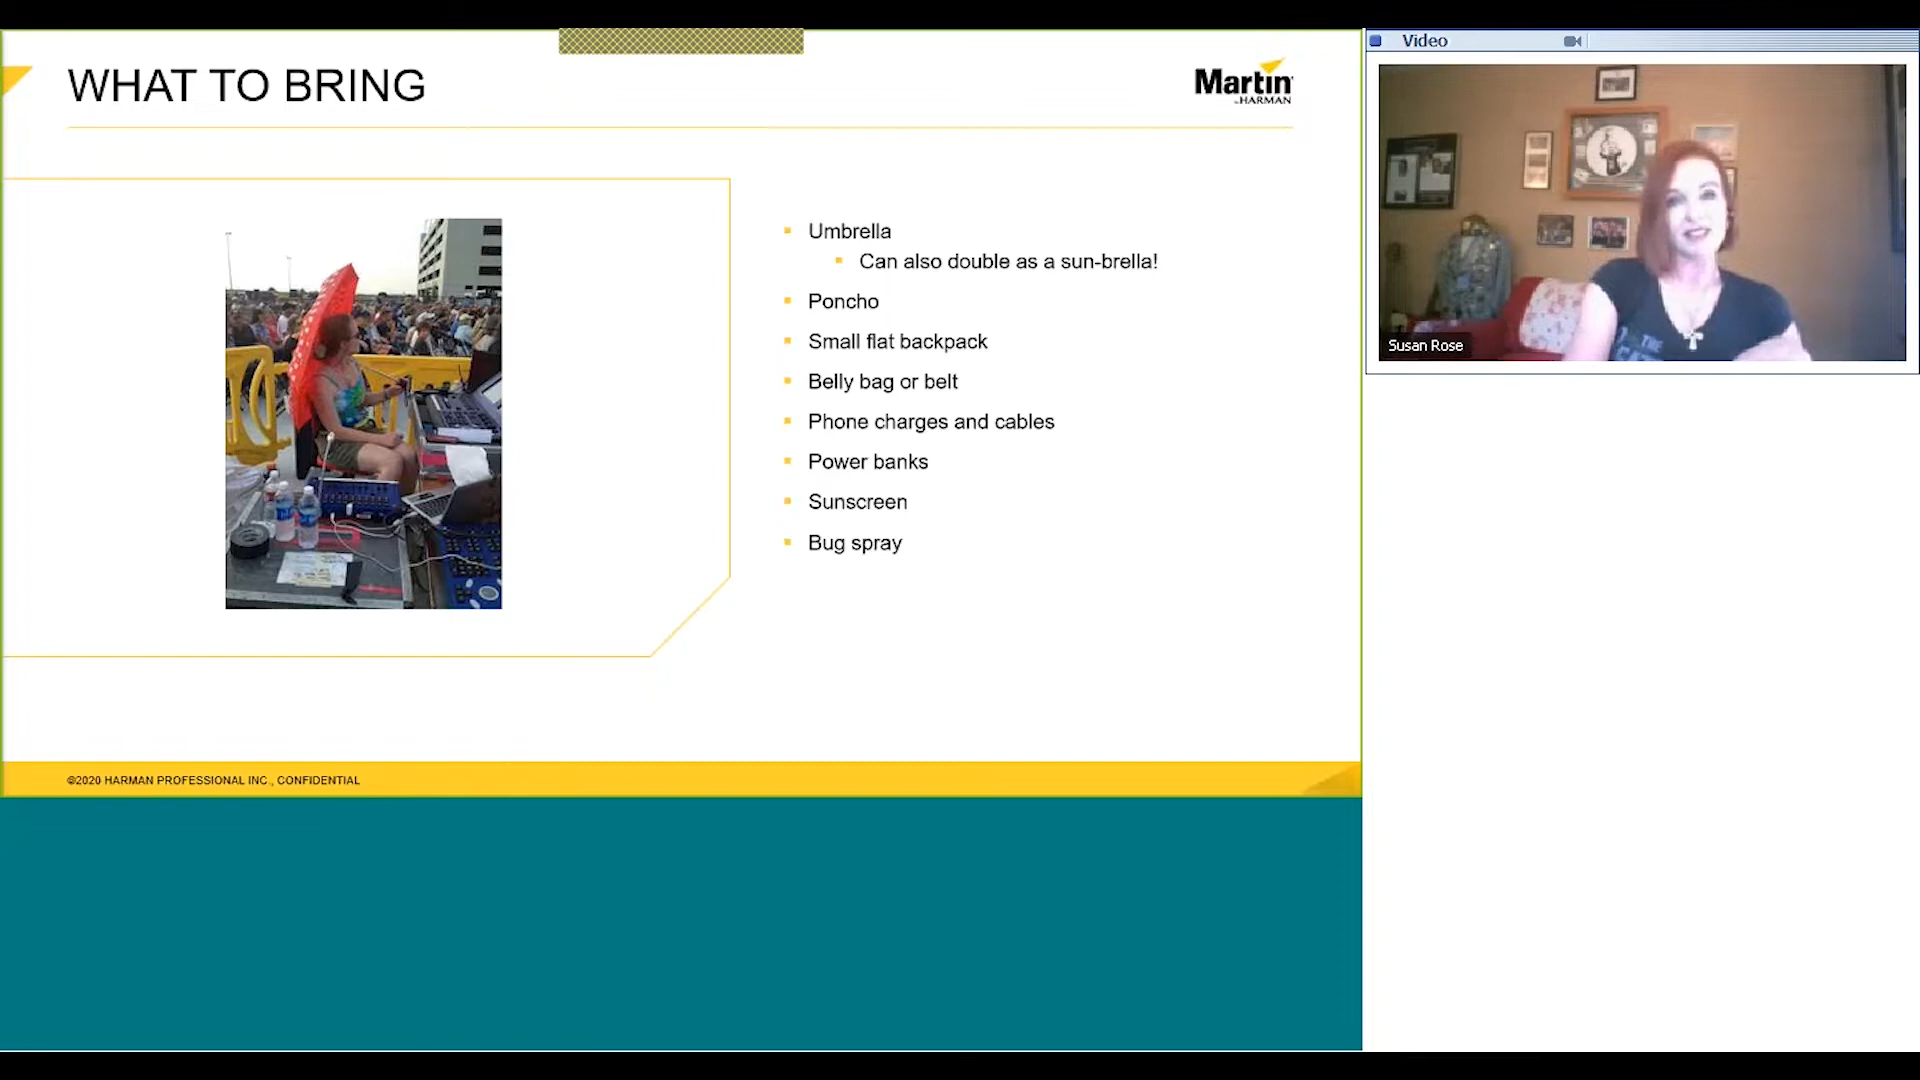 WHAT TO BRING
Martin
by HARMAN
Umbrella
Can also double as a sun-brella!
Poncho
Small flat backpack
Belly bag or belt
Phone charges and cables
Power banks
Sunscreen
Bug spray
©2020 HARMAN PROFESSIONAL INC., CONFIDENTIAL
Video
Susan Rose